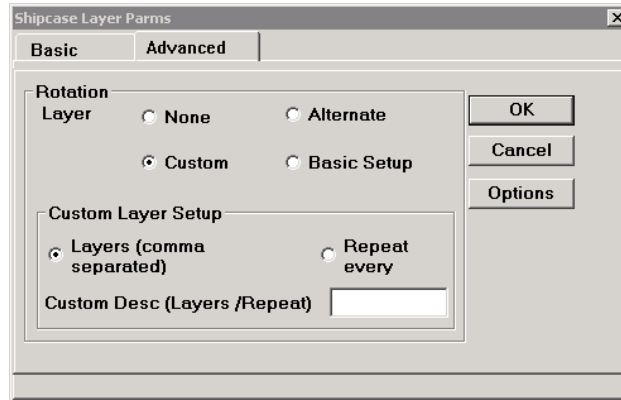 Shipcase Layer Parms
Basic Advanced
Rotation
Layer None Alternate
Custom Basic Setup
OK
Cancel
Options
Custom Layer Setup
Layers (comma
separated)
Repeat
every
Custom Desc (Layers /Repeat)